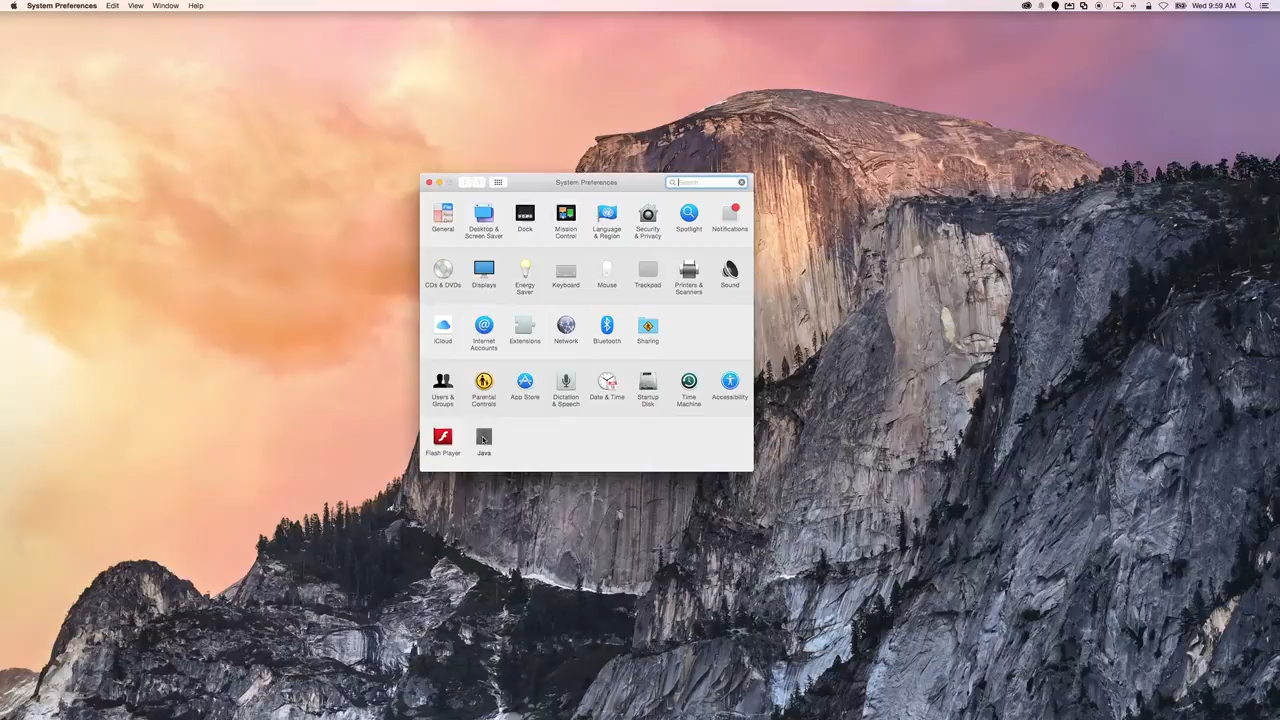 System Preferences Edit View Window Help Wed 9:59 AM
System Preferences
General Desktop & Screen Saver Dock Mission Control Language & Region Security & Privacy Spotlight Notifications
CDs & DVDs Displays Energy Saver Keyboard Mouse Trackpad Printers & Scanners Sound
iCloud Internet Accounts Extensions Network Bluetooth Sharing
Users & Groups Parental Controls App Store Dictation & Speech Date & Time Startup Disk Time Machine Accessibility
Flash Player Java